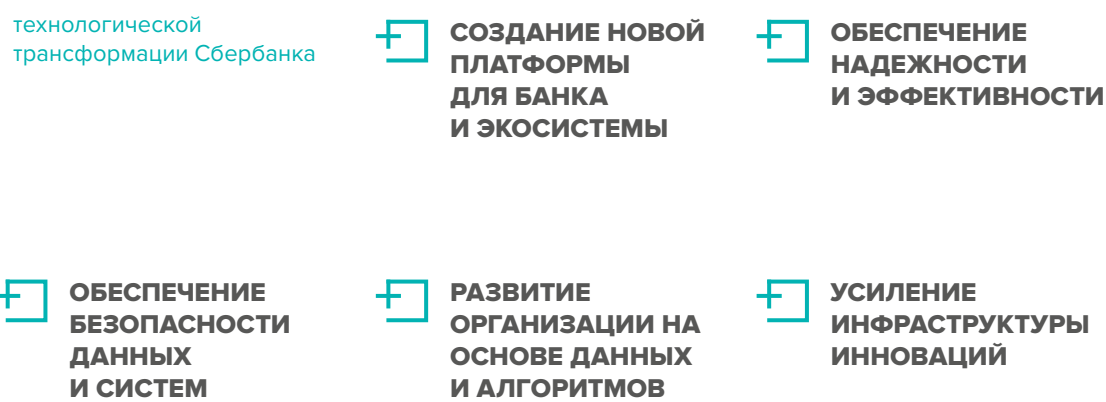 технологической
трансформации Сбербанка
СОЗДАНИЕ НОВОЙ
ПЛАТФОРМЫ
ДЛЯ БАНКА
И ЭКОСИСТЕМЫ
ОБЕСПЕЧЕНИЕ
НАДЕЖНОСТИ
И ЭФФЕКТИВНОСТИ
ОБЕСПЕЧЕНИЕ
БЕЗОПАСНОСТИ
ДАННЫХ
И СИСТЕМ
РАЗВИТИЕ
ОРГАНИЗАЦИИ НА
ОСНОВЕ ДАННЫХ
И АЛГОРИТМОВ
УСИЛЕНИЕ
ИНФРАСТРУКТУРЫ
ИННОВАЦИЙ